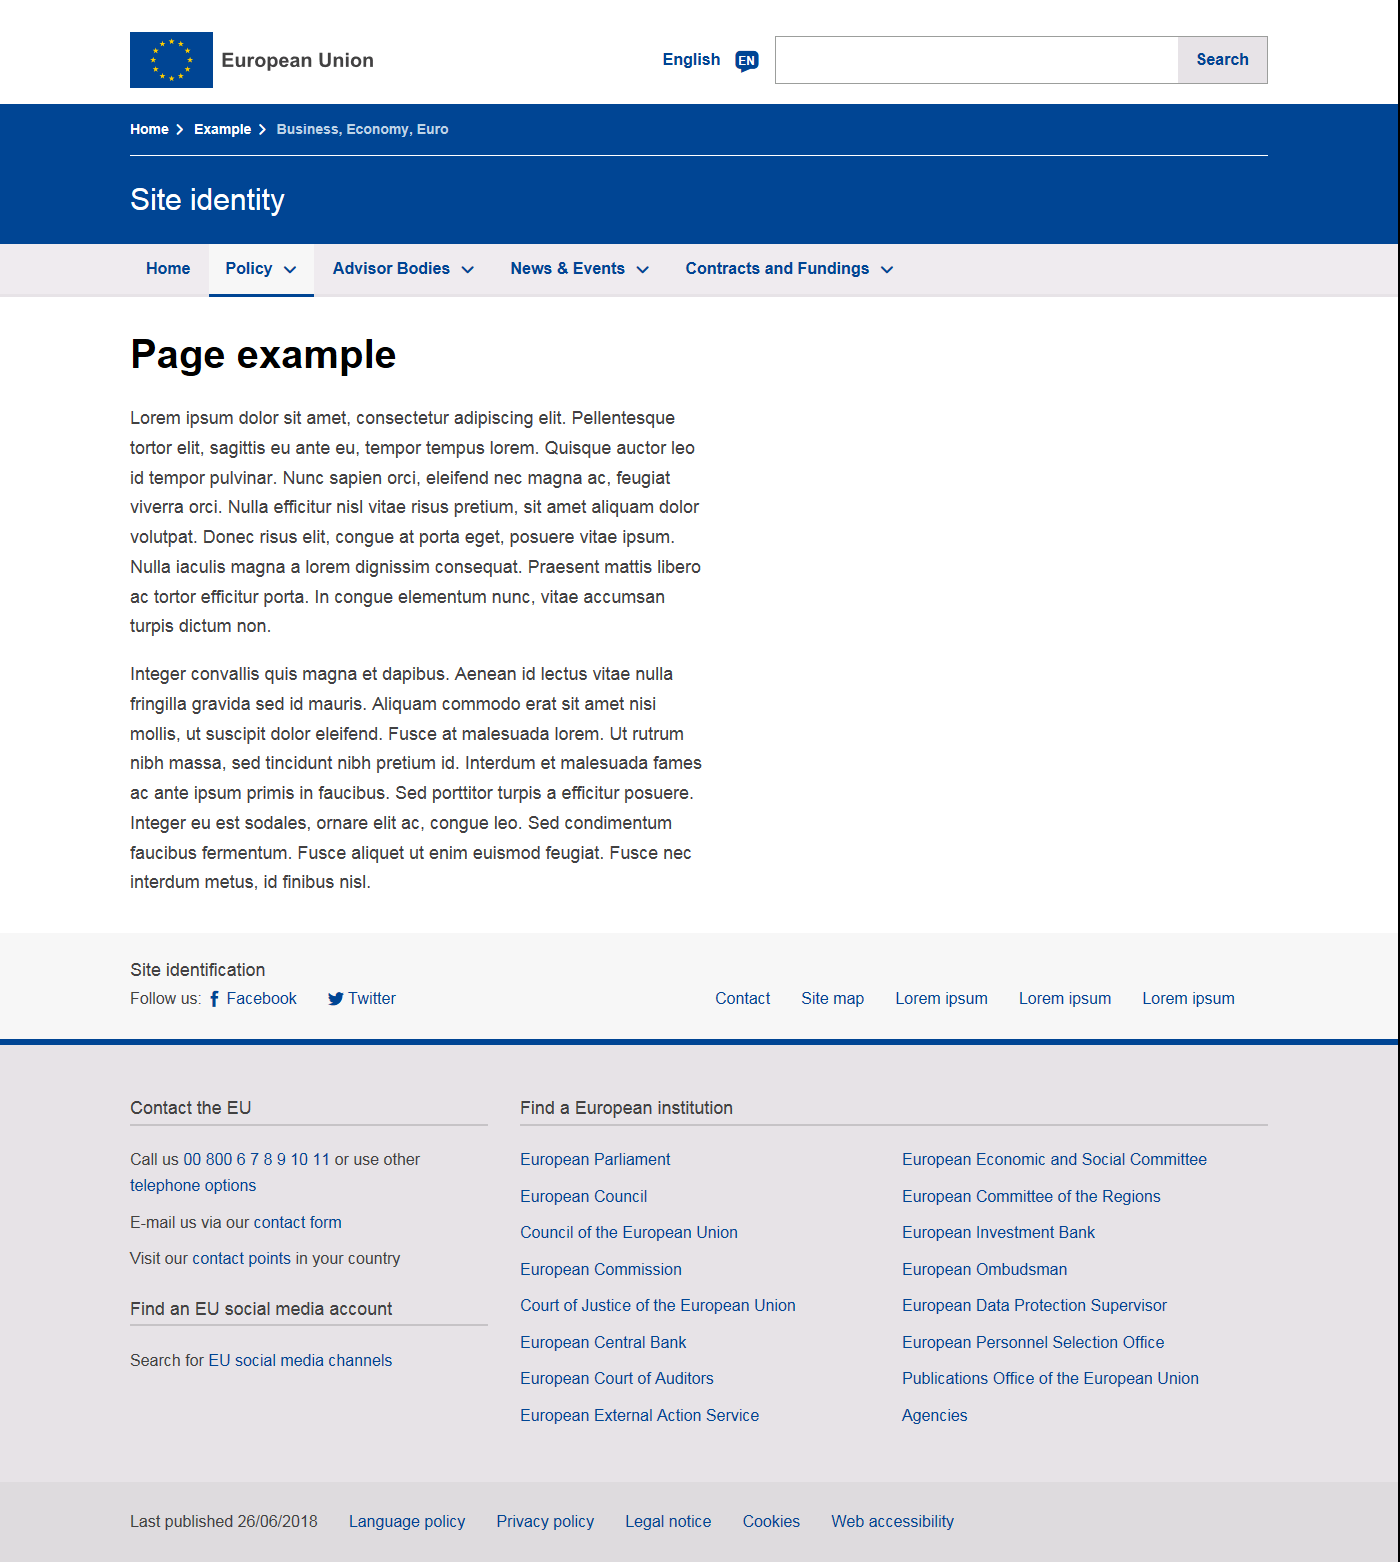 European Union
English EN Search
Home Example Business, Economy, Euro
Site identity
Home Policy Advisor Bodies News & Events Contracts and Fundings
Page example
Lorem ipsum dolor sit amet, consectetur adipiscing elit. Pellentesque
tortor elit, sagittis eu ante eu, tempor tempus lorem. Quisque auctor leo
id tempor pulvinar. Nunc sapien orci, eleifend nec magna ac, feugiat
viverra orci. Nulla efficitur nisl vitae risus pretium, sit amet aliquam dolor
volutpat. Donec risus elit, congue at porta eget, posuere vitae ipsum.
Nulla iaculis magna a lorem dignissim consequat. Praesent mattis libero
ac tortor efficitur porta. In congue elementum nunc, vitae accumsan
turpis dictum non.
Integer convallis quis magna et dapibus. Aenean id lectus vitae nulla
fringilla gravida sed id mauris. Aliquam commodo erat sit amet nisi
mollis, ut suscipit dolor eleifend. Fusce at malesuada lorem. Ut rutrum
nibh massa, sed tincidunt nibh pretium id. Interdum et malesuada fames
ac ante ipsum primis in faucibus. Sed porttitor turpis a efficitur posuere.
Integer eu est sodales, ornare elit ac, congue leo. Sed condimentum
faucibus fermentum. Fusce aliquet ut enim euismod feugiat. Fusce nec
interdum metus, id finibus nisl.
Site identification
Follow us: Facebook Twitter
Contact Site map Lorem ipsum Lorem ipsum Lorem ipsum
Contact the EU
Call us 00 800 6 7 8 9 10 11 or use other
telephone options
E-mail us via our contact form
Visit our contact points in your country
Find an EU social media account
Search for EU social media channels
Find a European institution
European Parliament
European Council
Council of the European Union
European Commission
Court of Justice of the European Union
European Central Bank
European Court of Auditors
European External Action Service
European Economic and Social Committee
European Committee of the Regions
European Investment Bank
European Ombudsman
European Data Protection Supervisor
European Personnel Selection Office
Publications Office of the European Union
Agencies
Last published 26/06/2018 Language policy Privacy policy Legal notice Cookies Web accessibility